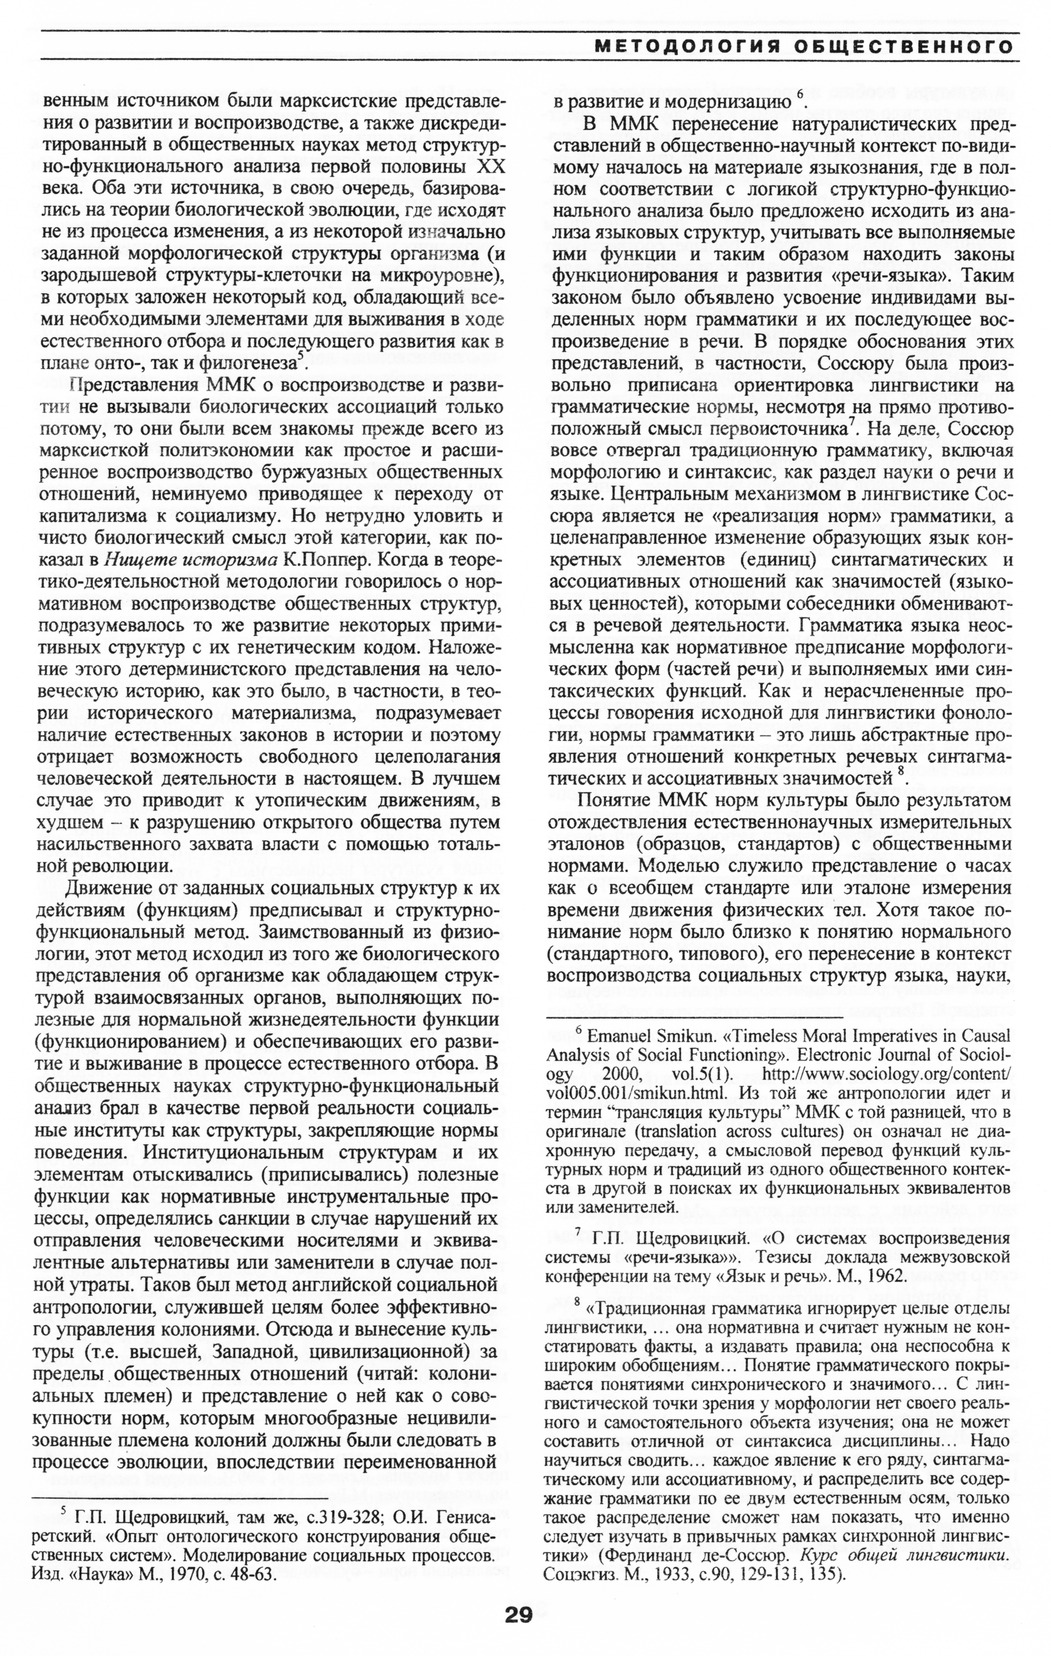 МЕТОДОЛОГИЯ ОБЩЕСТВЕННОГО
венным источником были марксистские представле-
ния о развитии и воспроизводстве, а также дискреди-
тированный в общественных науках метод структур-
но-функционального анализа первой половины XX
века. Оба эти источника, в свою очередь, базирова-
лись на теории биологической эволюции, где исходят
не из процесса изменения, а из некоторой изначально
заданной морфологической структуры организма (и
зародышевой структуры-клеточки на микроуровне),
в которых заложен некоторый код, обладающий все-
ми необходимыми элементами для выживания в ходе
естественного отбора и последующего развития как в
плане онто-, так и филогенеза⁵.
Представления ММК о воспроизводстве и разви-
тии не вызывали биологических ассоциаций только
потому, то они были всем знакомы прежде всего из
марксисткой политэкономии как простое и расши-
ренное воспроизводство буржуазных общественных
отношений, неминуемо приводящее к переходу от
капитализма к социализму. Но нетрудно уловить и
чисто биологический смысл этой категории, как по-
казал в Нищете историзма К.Поппер. Когда в теоре-
тико-деятельностной методологии говорилось о нор-
мативном воспроизводстве общественных структур,
подразумевалось то же развитие некоторых прими-
тивных структур с их генетическим кодом. Наложе-
ние этого детерминистского представления на чело-
веческую историю, как это было, в частности, в тео-
рии исторического материализма, подразумевает
наличие естественных законов в истории и поэтому
отрицает возможность свободного целеполагания
человеческой деятельности в настоящем. В лучшем
случае это приводит к утопическим движениям, в
худшем – к разрушению открытого общества путем
насильственного захвата власти с помощью тоталь-
ной революции.
Движение от заданных социальных структур к их
действиям (функциям) предписывал и структурно-
функциональный метод. Заимствованный из физио-
логии, этот метод исходил из того же биологического
представления об организме как обладающем струк-
турой взаимосвязанных органов, выполняющих по-
лезные для нормальной жизнедеятельности функции
(функционированием) и обеспечивающих его разви-
тие и выживание в процессе естественного отбора. В
общественных науках структурно-функциональный
анализ брал в качестве первой реальности социаль-
ные институты как структуры, закрепляющие нормы
поведения. Институциональным структурам и их
элементам отыскивались (приписывались) полезные
функции как нормативные инструментальные про-
цессы, определялись санкции в случае нарушений их
отправления человеческими носителями и эквива-
лентные альтернативы или заменители в случае пол-
ной утраты. Таков был метод английской социальной
антропологии, служившей целям более эффективно-
го управления колониями. Отсюда и вынесение куль-
туры (т.е. высшей, Западной, цивилизационной) за
пределы общественных отношений (читай: колони-
альных племен) и представление о ней как о сово-
купности норм, которым многообразные нецивили-
зованные племена колоний должны были следовать в
процессе эволюции, впоследствии переименованной
⁵ Г.П. Щедровицкий, там же, с.319-328; О.И. Гениса-
ретский. «Опыт онтологического конструирования обще-
ственных систем». Моделирование социальных процессов.
Изд. «Наука» М., 1970, с. 48-63.
в развитие и модернизацию ⁶.
В ММК перенесение натуралистических пред-
ставлений в общественно-научный контекст по-види-
мому началось на материале языкознания, где в пол-
ном соответствии с логикой структурно-функцио-
нального анализа было предложено исходить из ана-
лиза языковых структур, учитывать все выполняемые
ими функции и таким образом находить законы
функционирования и развития «речи-языка». Таким
законом было объявлено усвоение индивидами вы-
деленных норм грамматики и их последующее вос-
произведение в речи. В порядке обоснования этих
представлений, в частности, Соссюру была произ-
вольно приписана ориентировка лингвистики на
грамматические нормы, несмотря на прямо противо-
положный смысл первоисточника⁷. На деле, Соссюр
вовсе отвергал традиционную грамматику, включая
морфологию и синтаксис, как раздел науки о речи и
языке. Центральным механизмом в лингвистике Сос-
сюра является не «реализация норм» грамматики, а
целенаправленное изменение образующих язык кон-
кретных элементов (единиц) синтагматических и
ассоциативных отношений как значимостей (языко-
вых ценностей), которыми собеседники обменивают-
ся в речевой деятельности. Грамматика языка неос-
мысленна как нормативное предписание морфологи-
ческих форм (частей речи) и выполняемых ими син-
таксических функций. Как и нерасчлененные про-
цессы говорения исходной для лингвистики фоноло-
гии, нормы грамматики – это лишь абстрактные про-
явления отношений конкретных речевых синтагма-
тических и ассоциативных значимостей ⁸.
Понятие ММК норм культуры было результатом
отождествления естественнонаучных измерительных
эталонов (образцов, стандартов) с общественными
нормами. Моделью служило представление о часах
как о всеобщем стандарте или эталоне измерения
времени движения физических тел. Хотя такое по-
нимание норм было близко к понятию нормального
(стандартного, типового), его перенесение в контекст
воспроизводства социальных структур языка, науки,
⁶ Emanuel Smikun. «Timeless Moral Imperatives in Causal
Analysis of Social Functioning». Electronic Journal of Sociol-
ogy 2000, vol.5(1). http://www.sociology.org/content/
vol005.001/smikun.html. Из той же антропологии идет и
термин “трансляция культуры” ММК с той разницей, что в
оригинале (translation across cultures) он означал не диа-
хронную передачу, а смысловой перевод функций куль-
турных норм и традиций из одного общественного контек-
ста в другой в поисках их функциональных эквивалентов
или заменителей.
⁷ Г.П. Щедровицкий. «О системах воспроизведения
системы «речи-языка»». Тезисы доклада межвузовской
конференции на тему «Язык и речь». М., 1962.
⁸ «Традиционная грамматика игнорирует целые отделы
лингвистики, ... она нормативна и считает нужным не кон-
статировать факты, а издавать правила; она неспособна к
широким обобщениям... Понятие грамматического покры-
вается понятиями синхронического и значимого... С лин-
гвистической точки зрения у морфологии нет своего реаль-
ного и самостоятельного объекта изучения; она не может
составить отличной от синтаксиса дисциплины... Надо
научиться сводить... каждое явление к его ряду, синтагма-
тическому или ассоциативному, и распределить все содер-
жание грамматики по ее двум естественным осям, только
такое распределение сможет нам показать, что именно
следует изучать в привычных рамках синхронной лингвис-
тики» (Фердинанд де-Соссюр. Курс общей лингвистики.
Соцэкгиз. М., 1933, с.90, 129-131, 135).
29